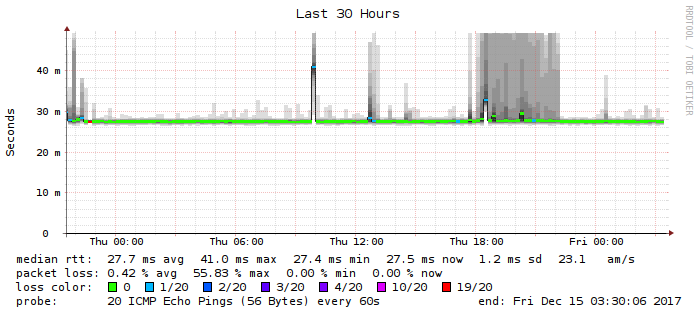 Last 30 Hours
RRDTOOL / TOBI OETIKER
Seconds
40 m
30 m
20 m
10 m
0
Thu 00:00 Thu 06:00 Thu 12:00 Thu 18:00 Fri 00:00
median rtt: 27.7 ms avg 41.0 ms max 27.4 ms min 27.5 ms now 1.2 ms sd 23.1 am/s
packet loss: 0.42 % avg 55.83 % max 0.00 % min 0.00 % now
loss color: 0 1/20 2/20 3/20 4/20 10/20 19/20
probe: 20 ICMP Echo Pings (56 Bytes) every 60s end: Fri Dec 15 03:30:06 2017